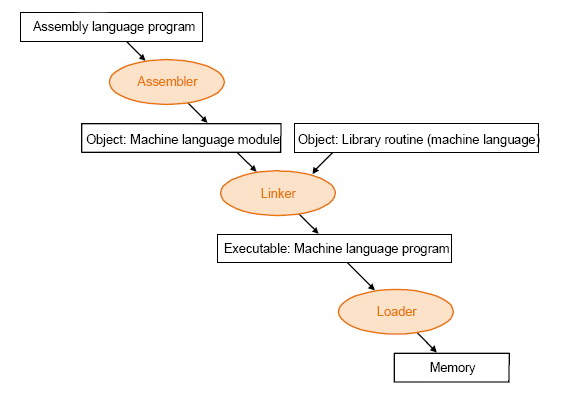 Assembly language program
Assembler
Object: Machine language module
Object: Library routine (machine language)
Linker
Executable: Machine language program
Loader
Memory